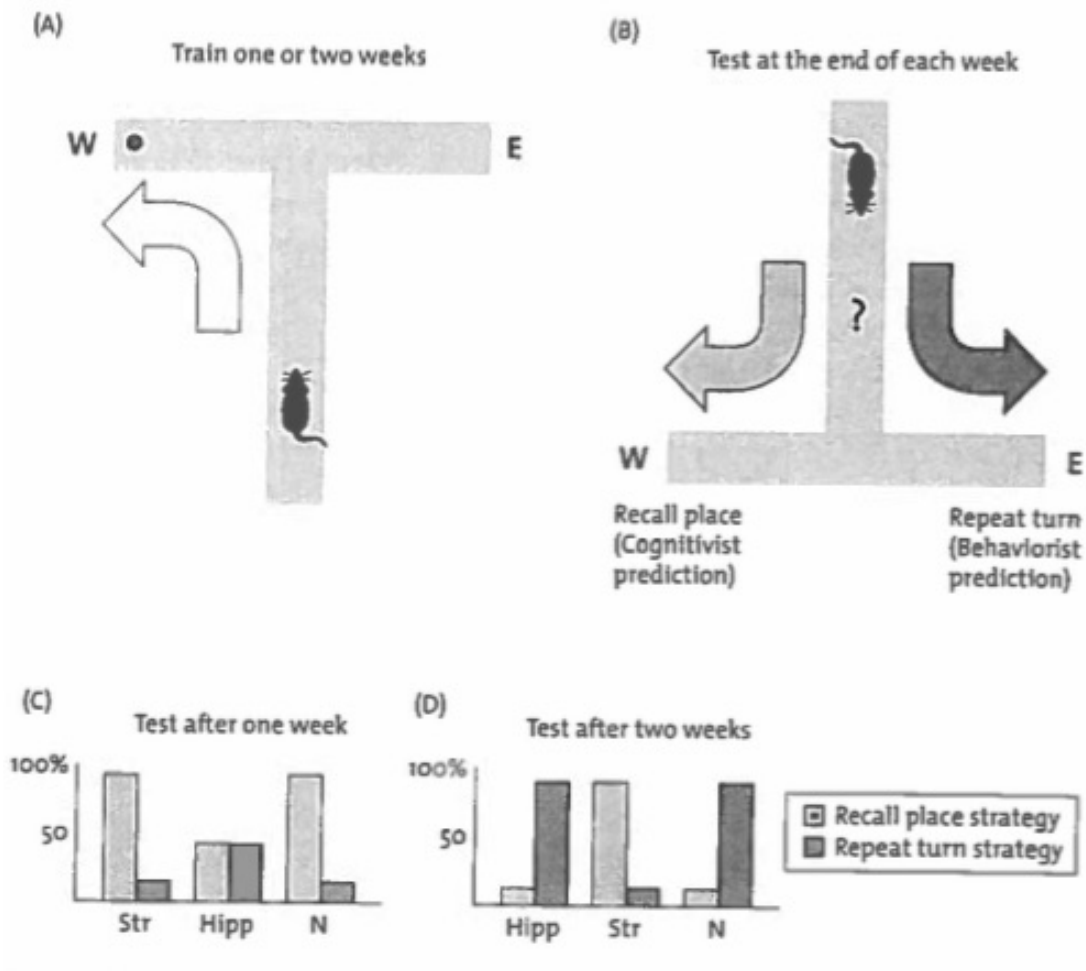 (A)
Train one or two weeks
W
E
(B)
Test at the end of each week
?
W
E
Recall place
(Cognitivist
prediction)
Repeat turn
(Behaviorist
prediction)
(C)
Test after one week
100%
50
Str
Hipp
N
(D)
Test after two weeks
100%
50
Hipp
Str
N
Recall place strategy
Repeat turn strategy